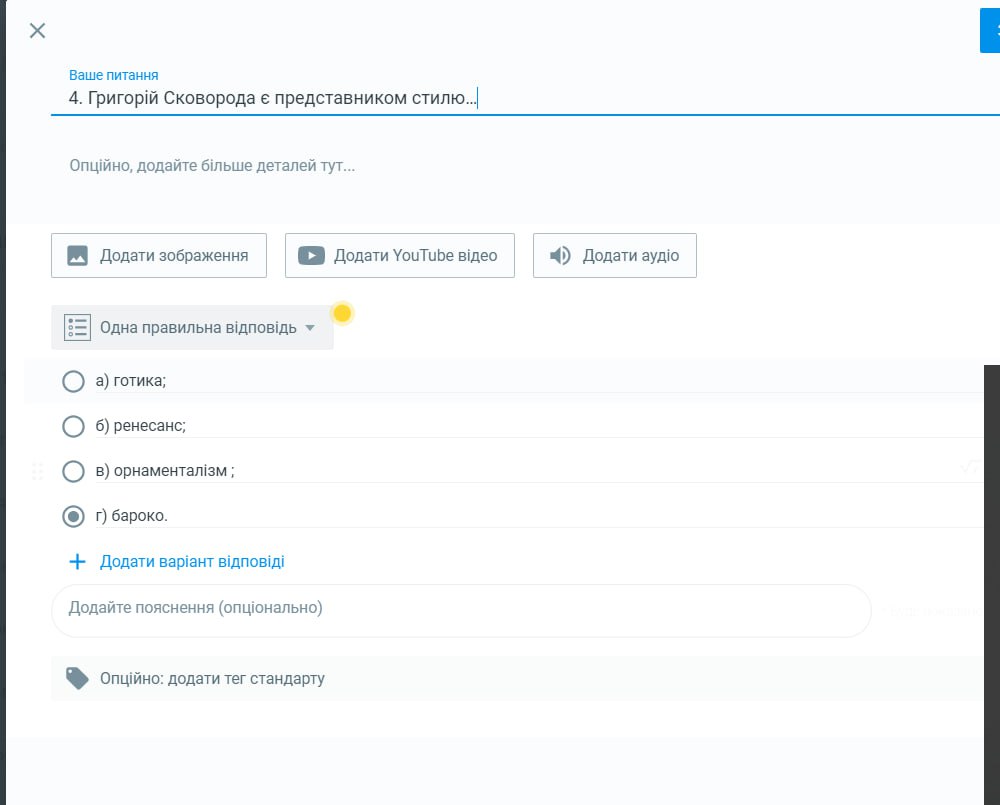 Ваше питання
4. Григорій Сковорода є представником стилю...
Опційно, додайте більше деталей тут...
Додати зображення
Додати YouTube відео
Додати аудіо
Одна правильна відповідь
а) готика;
б) ренесанс;
в) орнаменталізм ;
г) бароко.
Додати варіант відповіді
Додайте пояснення (опціонально)
Опційно: додати тег стандарту